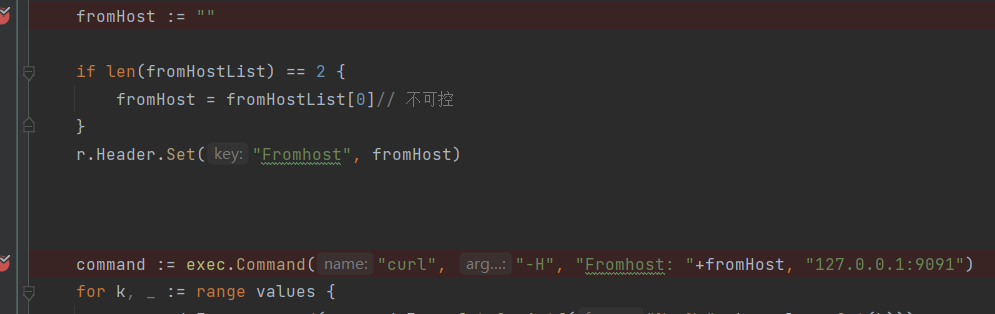 fromHost := ""
if len(fromHostList) == 2 {
fromHost = fromHostList[0]// 不可控
}
r.Header.Set( key: "Fromhost", fromHost)
command := exec.Command( name: "curl", arg...: "-H", "Fromhost: "+fromHost, "127.0.0.1:9091")
for k, _ := range values {